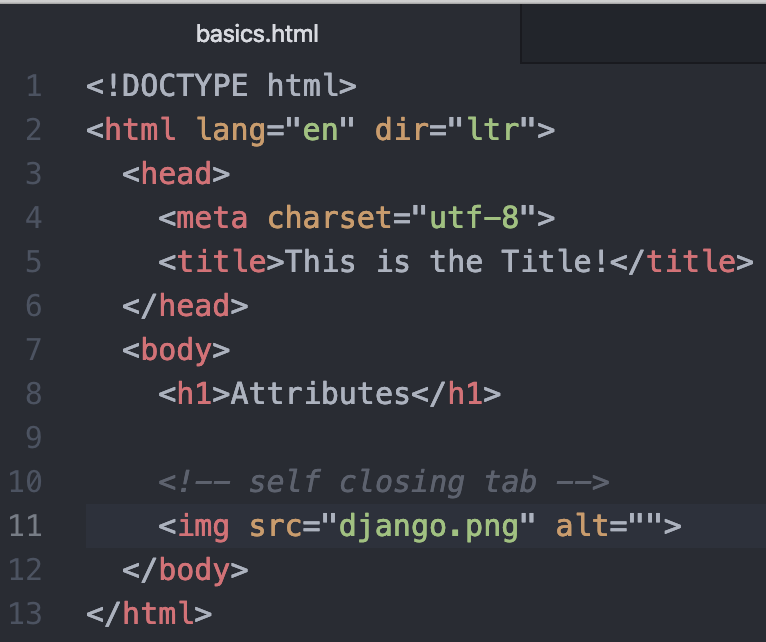 basics.html
1 <!DOCTYPE html>
2 <html lang="en" dir="ltr">
3   <head>
4     <meta charset="utf-8">
5     <title>This is the Title!</title>
6   </head>
7   <body>
8     <h1>Attributes</h1>
9
10     <!-- self closing tab -->
11     <img src="django.png" alt="">
12   </body>
13 </html>